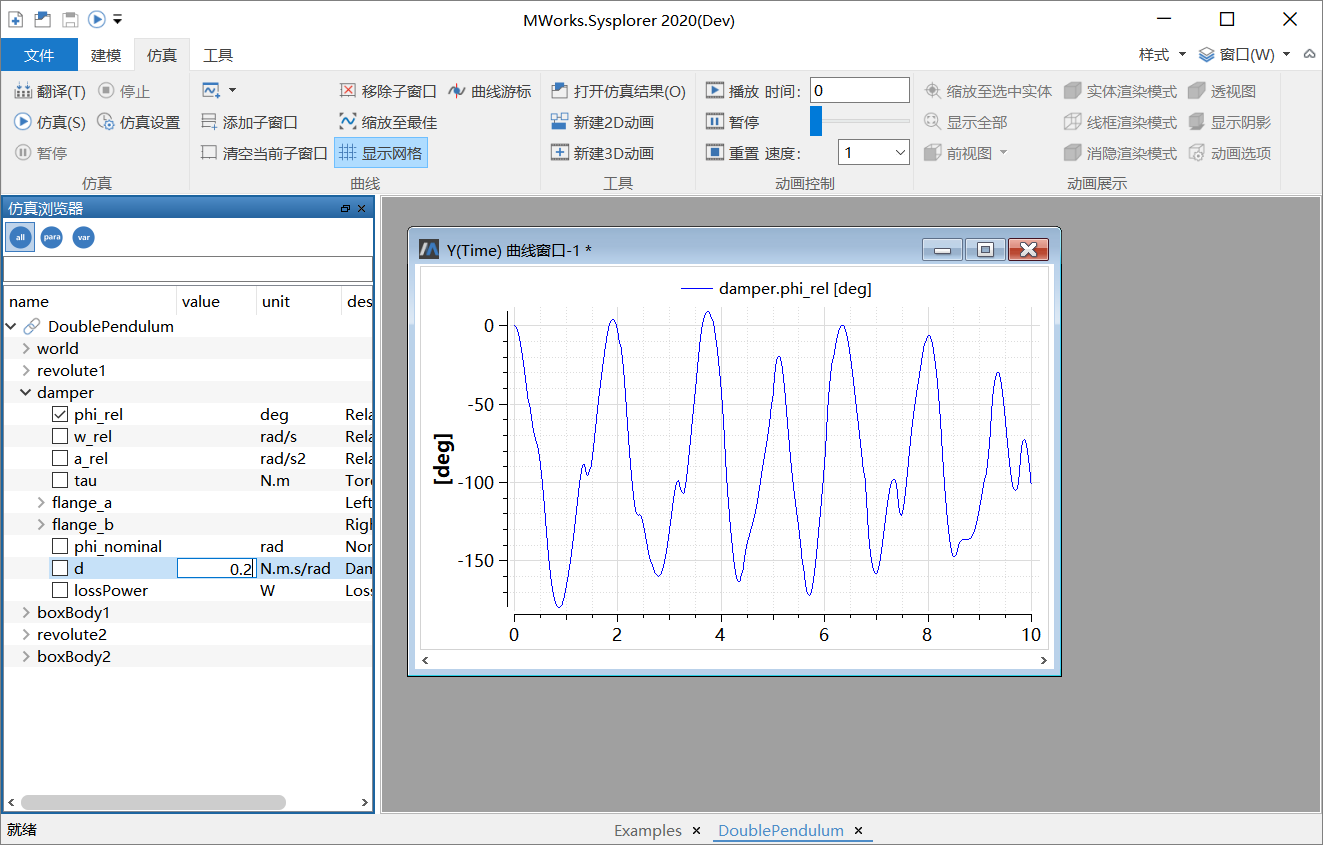 MWorks.Sysplorer 2020(Dev)
文件 建模 仿真 工具 样式 窗口(W)
翻译(T) 停止 移除子窗口 曲线游标 打开仿真结果(O) 播放 时间: 0 缩放至选中实体 实体渲染模式 透视图
仿真(S) 仿真设置 添加子窗口 缩放至最佳 新建2D动画 暂停 显示全部 线框渲染模式 显示阴影
暂停 清空当前子窗口 显示网格 新建3D动画 重置 速度: 1 前视图 消隐渲染模式 动画选项
仿真 曲线 工具 动画控制 动画展示
仿真浏览器
all para var
name value unit des
DoublePendulum
world
revolute1
damper
phi_rel deg Rela
w_rel rad/s Rela
a_rel rad/s2 Rela
tau N.m Tor
flange_a Left
flange_b Rig
phi_nominal rad Nor
d 0.2 N.m.s/rad Dam
lossPower W Loss
boxBody1
revolute2
boxBody2
Y(Time) 曲线窗口-1 *
damper.phi_rel [deg]
[deg]
0
-50
-100
-150
0 2 4 6 8 10
就绪
Examples × DoublePendulum ×